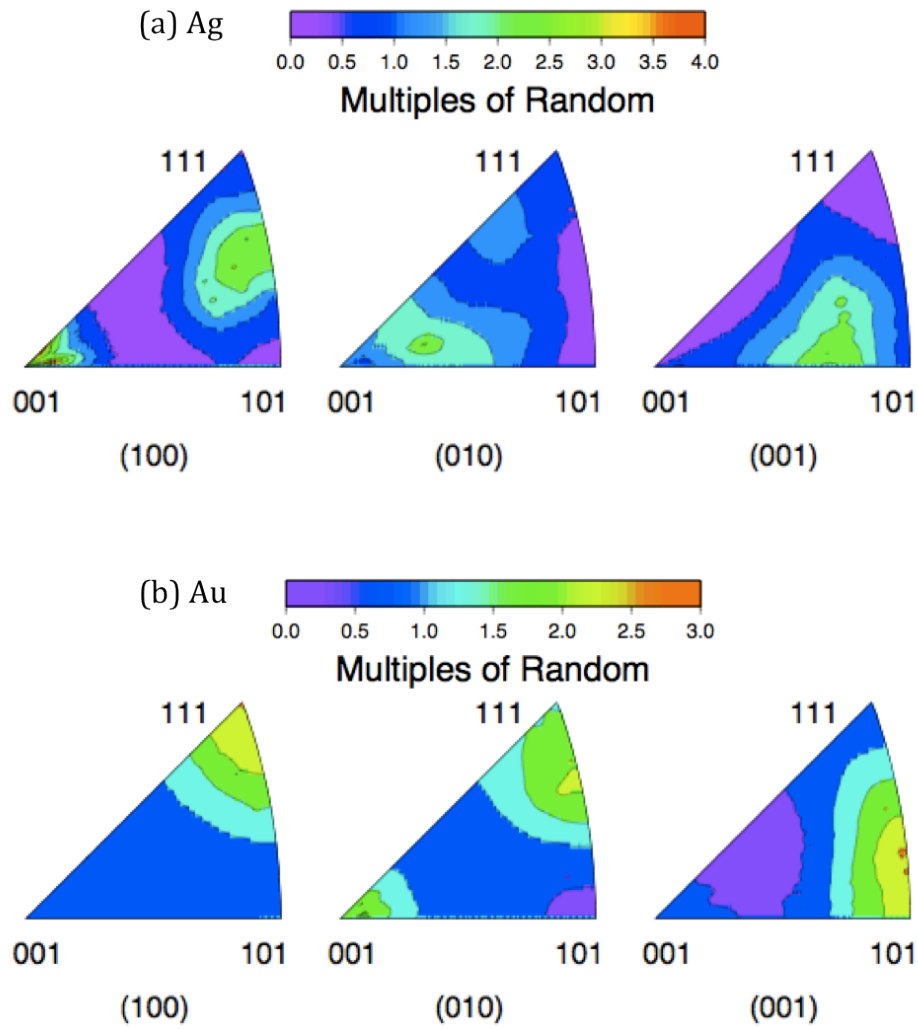 (a) Ag
0.0 0.5 1.0 1.5 2.0 2.5 3.0 3.5 4.0
Multiples of Random
111 111 111
001 101 001 101 001 101
(100) (010) (001)
(b) Au
0.0 0.5 1.0 1.5 2.0 2.5 3.0
Multiples of Random
111 111 111
001 101 001 101 001 101
(100) (010) (001)